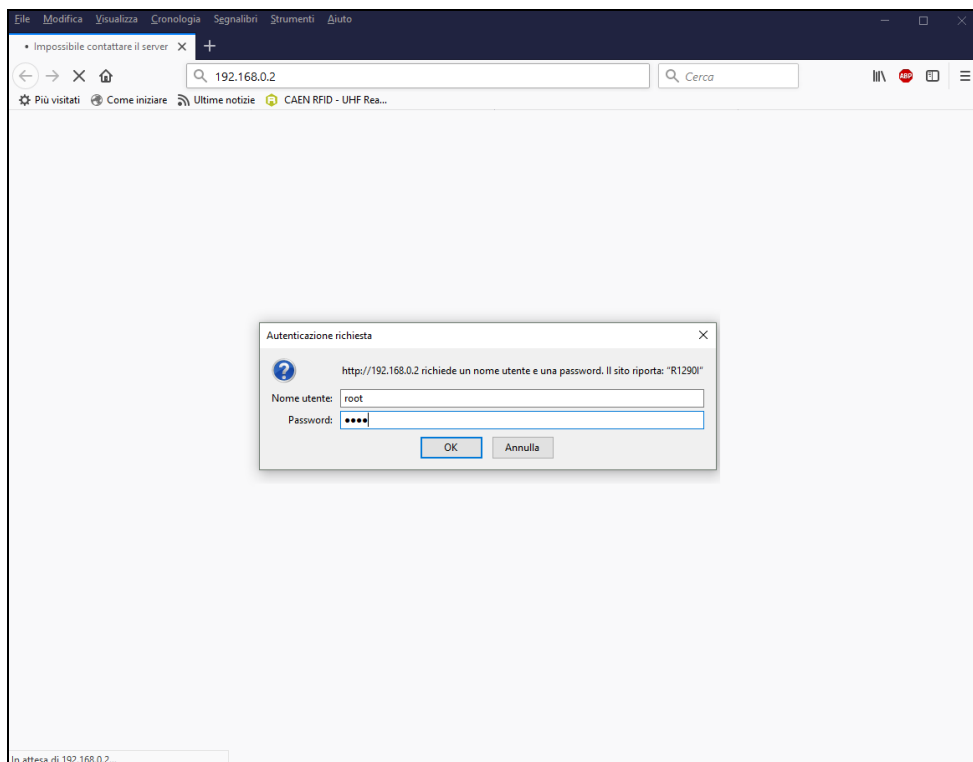 File Modifica Visualizza Cronologia Segnalibri Strumenti Aiuto
• Impossibile contattare il server
192.168.0.2
Cerca
ABP
Più visitati Come iniziare Ultime notizie CAEN RFID - UHF Rea...
Autenticazione richiesta
http://192.168.0.2 richiede un nome utente e una password. Il sito riporta: "R1290I"
Nome utente: root
Password: ••••
OK Annulla
In attesa di 192.168.0.2...